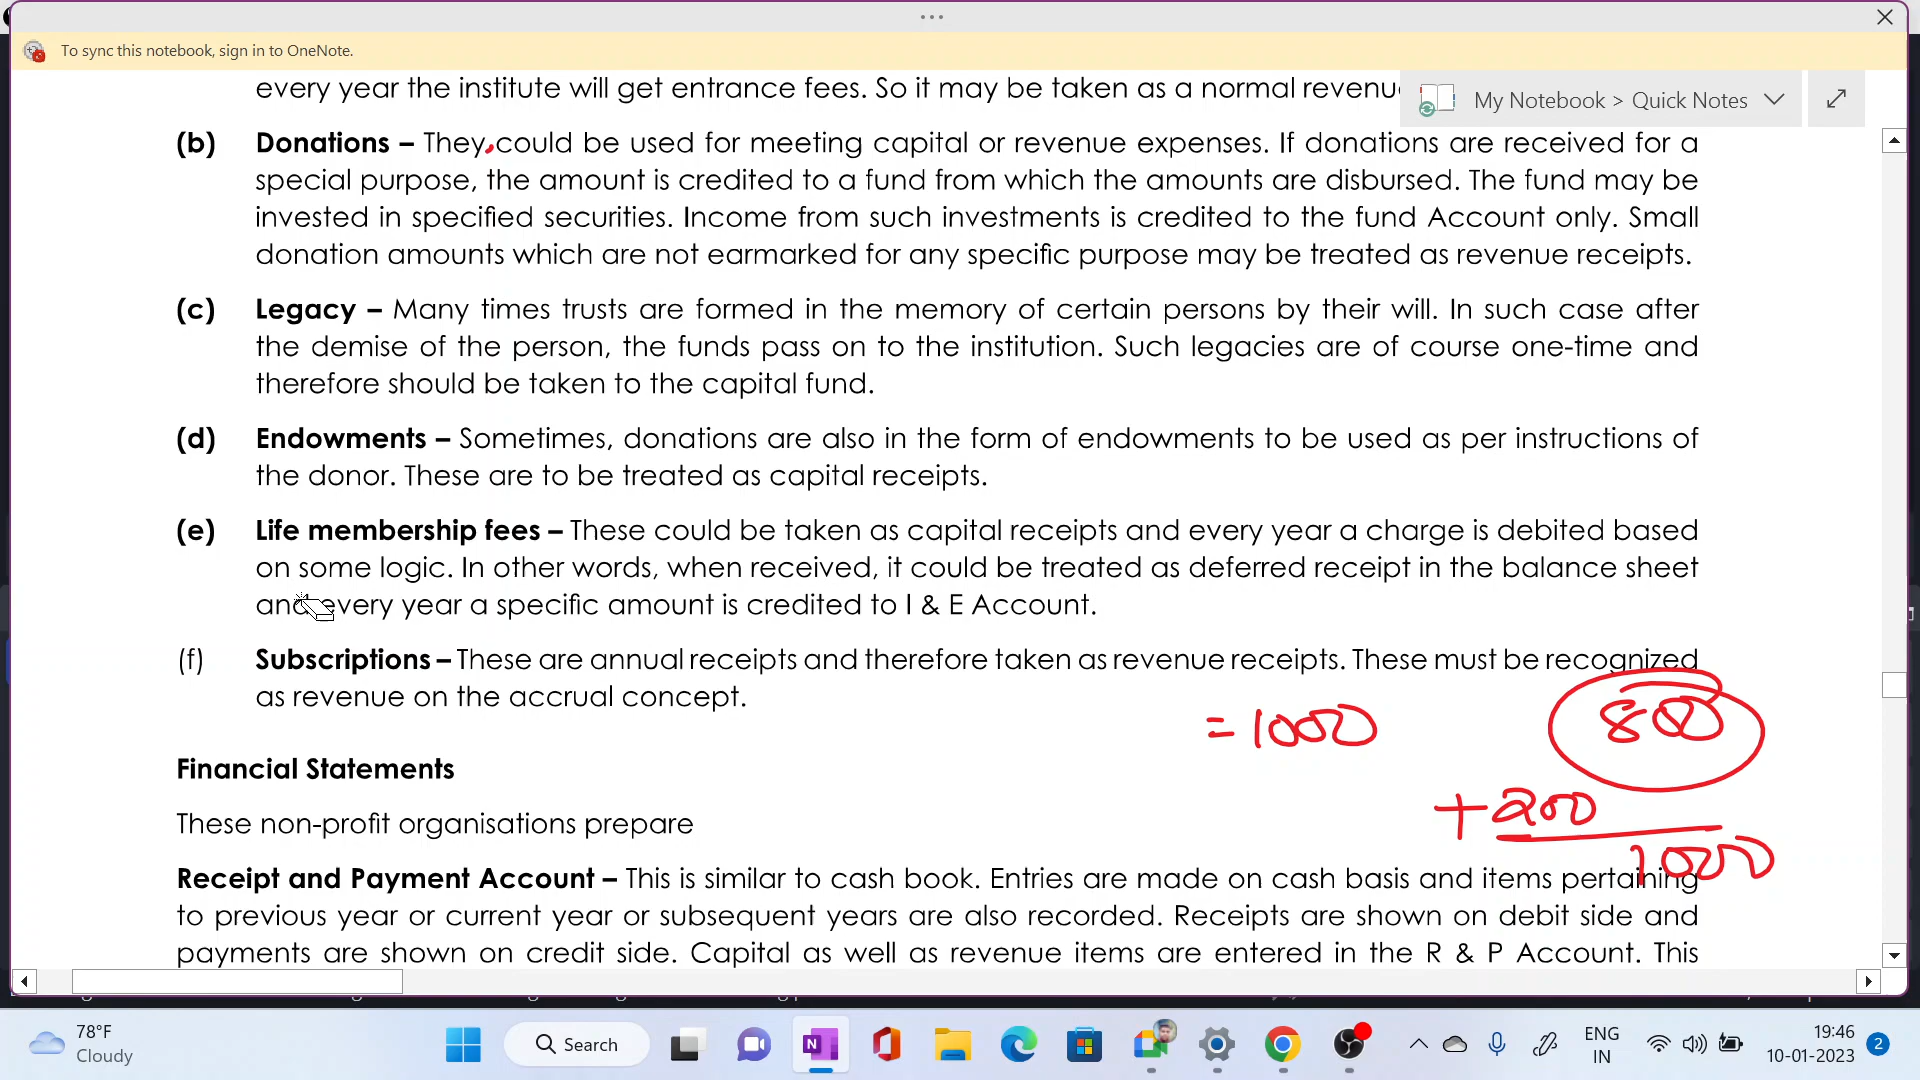 To sync this notebook, sign in to OneNote.
My Notebook > Quick Notes
every year the institute will get entrance fees. So it may be taken as a normal
(b) Donations – They could be used for meeting capital or revenue expenses. If donations are received for a
special purpose, the amount is credited to a fund from which the amounts are disbursed. The fund may be
invested in specified securities. Income from such investments is credited to the fund Account only. Small
donation amounts which are not earmarked for any specific purpose may be treated as revenue receipts.
(c) Legacy – Many times trusts are formed in the memory of certain persons by their will. In such case after
the demise of the person, the funds pass on to the institution. Such legacies are of course one-time and
therefore should be taken to the capital fund.
(d) Endowments – Sometimes, donations are also in the form of endowments to be used as per instructions of
the donor. These are to be treated as capital receipts.
(e) Life membership fees – These could be taken as capital receipts and every year a charge is debited based
on some logic. In other words, when received, it could be treated as deferred receipt in the balance sheet
and every year a specific amount is credited to I & E Account.
(f) Subscriptions – These are annual receipts and therefore taken as revenue receipts. These must be recognized
as revenue on the accrual concept.
= 1000
800
+ 200
1000
Financial Statements
These non-profit organisations prepare
Receipt and Payment Account – This is similar to cash book. Entries are made on cash basis and items pertaining
to previous year or current year or subsequent years are also recorded. Receipts are shown on debit side and
payments are shown on credit side. Capital as well as revenue items are entered in the R & P Account. This
78°F
Cloudy
Search
ENG
IN
19:46
10-01-2023
2